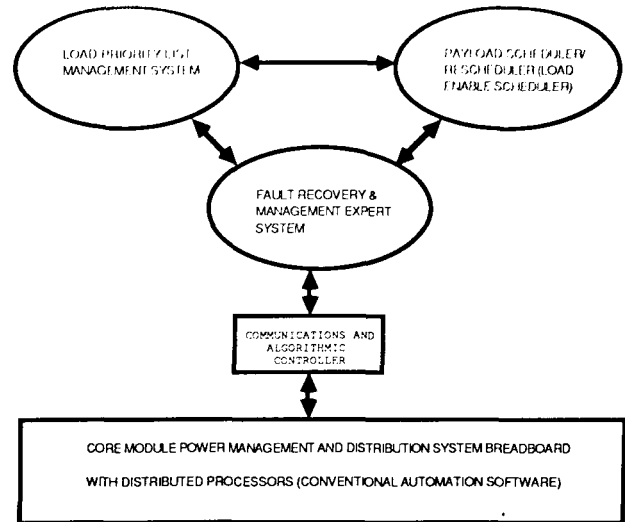 LOAD PRIORITY LIST
MANAGEMENT SYSTEM
PAYLOAD SCHEDULER/
RESCHEDULER (LOAD
ENABLE SCHEDULER)
FAULT RECOVERY &
MANAGEMENT EXPERT
SYSTEM
COMMUNICATIONS AND
ALGORITHMIC
CONTROLLER
CORE MODULE POWER MANAGEMENT AND DISTRIBUTION SYSTEM BREADBOARD
WITH DISTRIBUTED PROCESSORS (CONVENTIONAL AUTOMATION SOFTWARE)